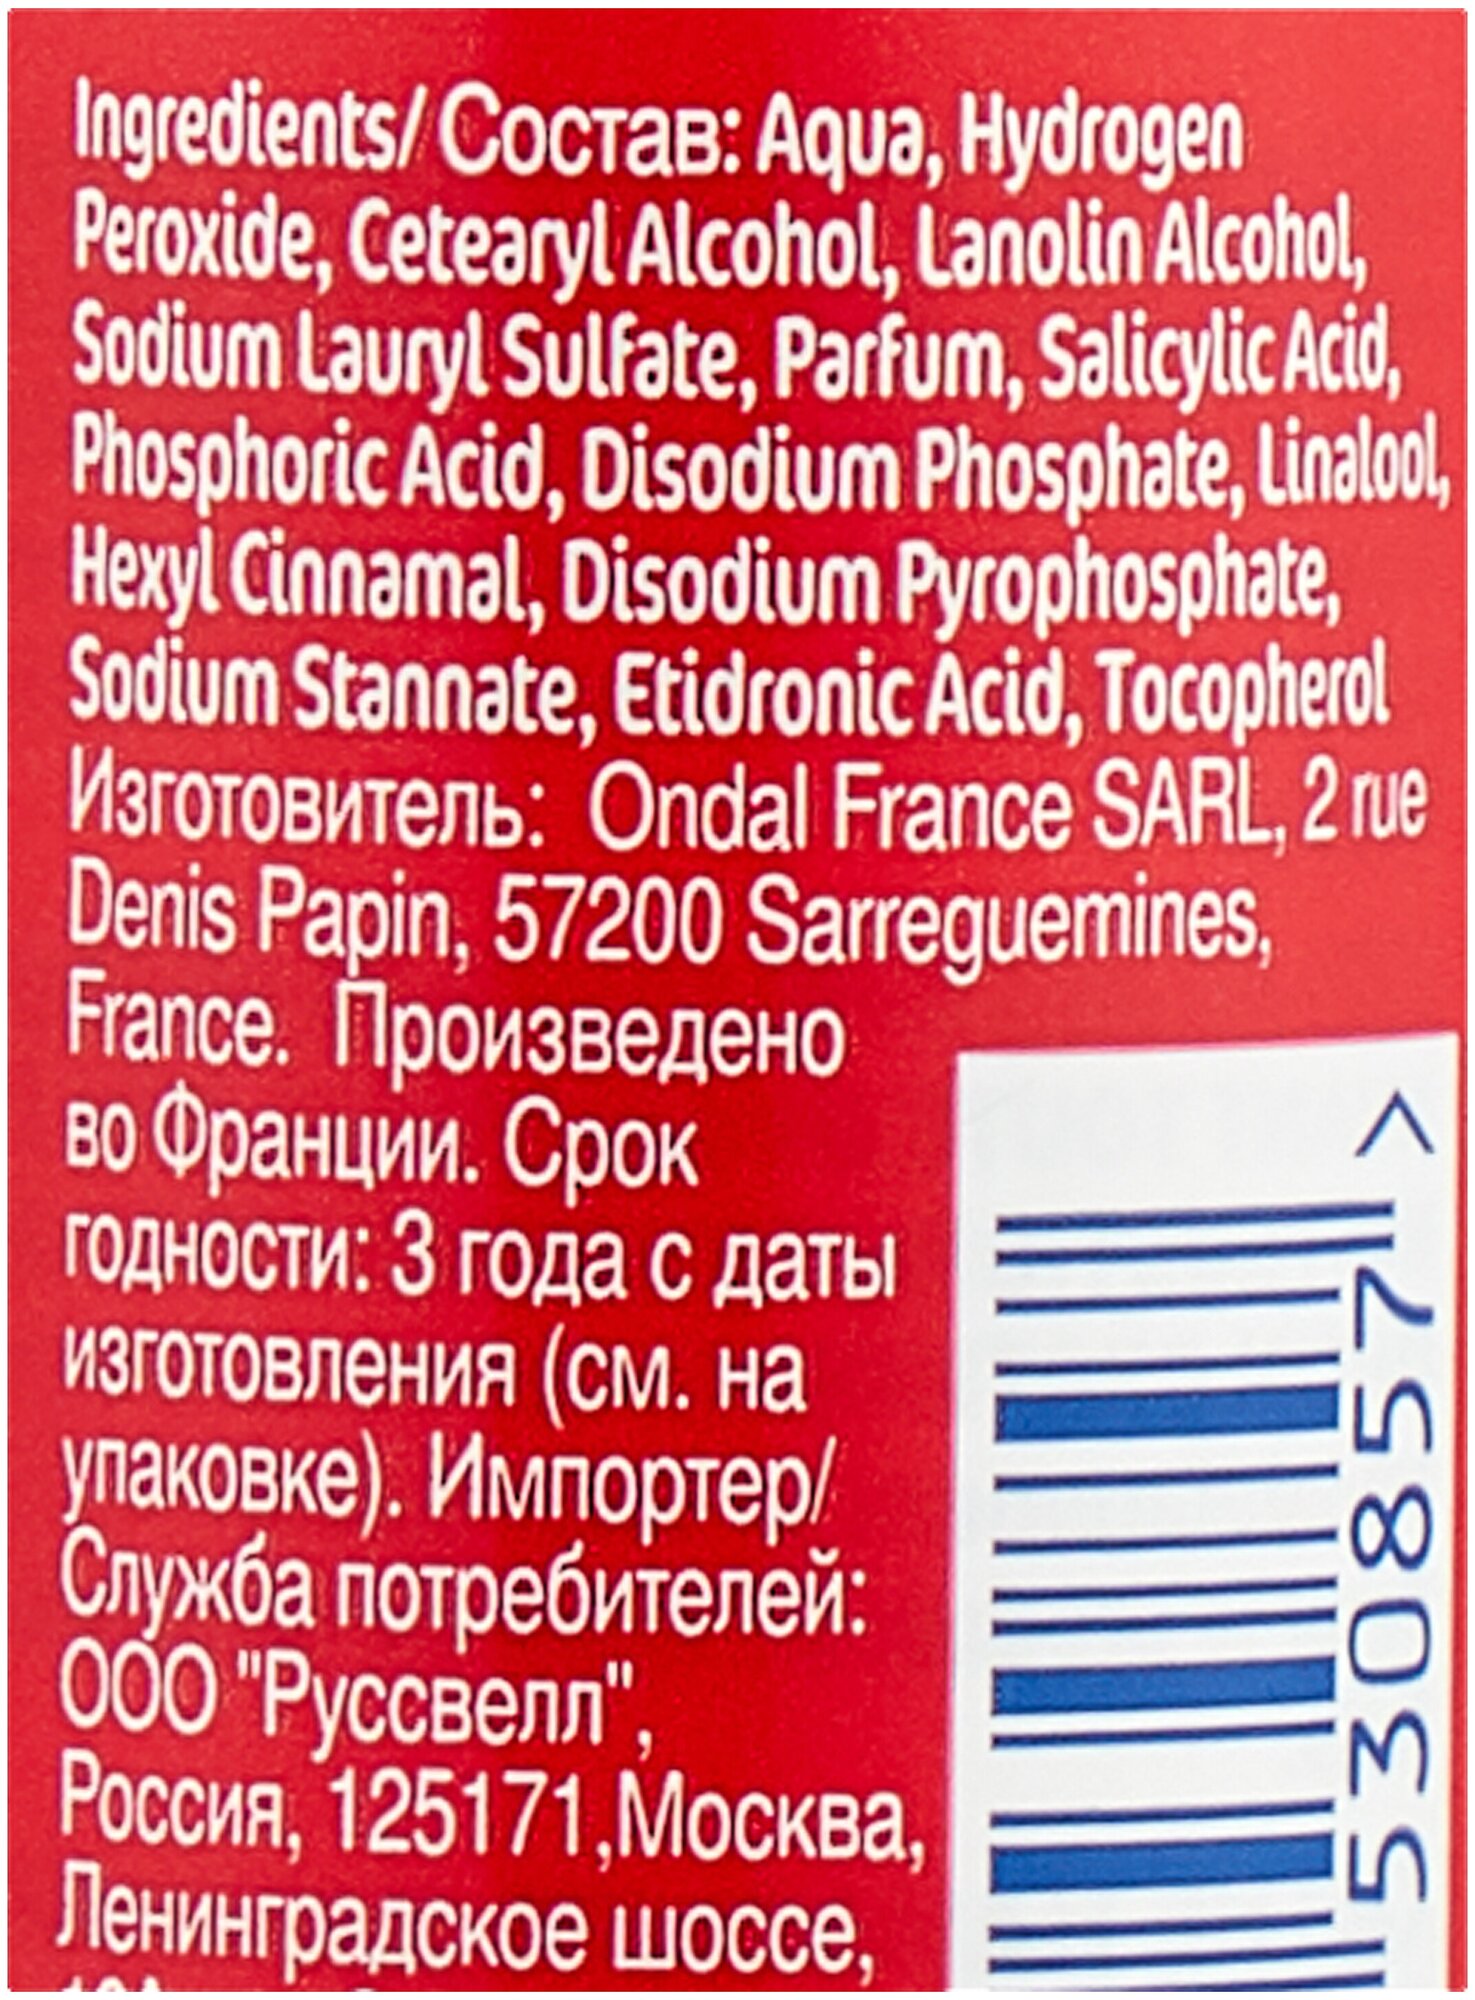 Ingredients/ Состав: Aqua, Hydrogen
Peroxide, Cetearyl Alcohol, Lanolin Alcohol,
Sodium Lauryl Sulfate, Parfum, Salicylic Acid,
Phosphoric Acid, Disodium Phosphate, Linalool,
Hexyl Cinnamal, Disodium Pyrophosphate,
Sodium Stannate, Etidronic Acid, Tocopherol
Изготовитель: Ondal France SARL, 2 rue
Denis Papin, 57200 Sarreguemines,
France. Произведено
во Франции. Срок
годности: 3 года с даты
изготовления (см. на
упаковке). Импортер/
Служба потребителей:
ООО "Руссвелл",
Россия, 125171,Москва,
Ленинградское шоссе,
530857 >